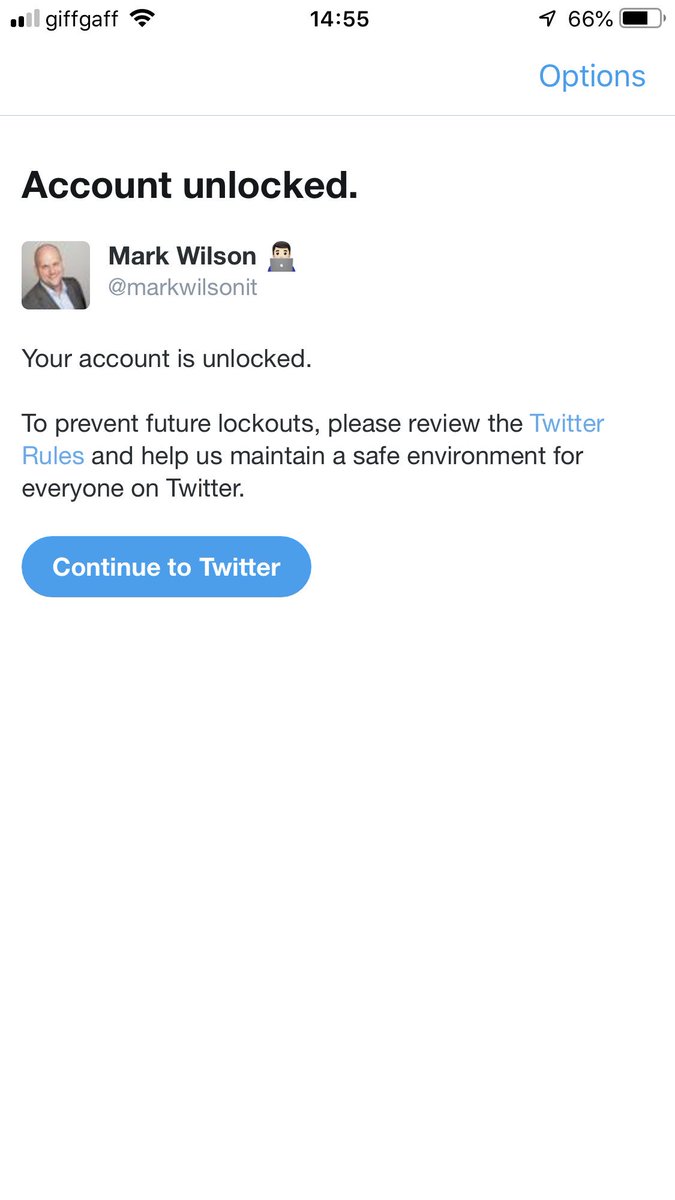 giffgaff 14:55 66%
Options
Account unlocked.
Mark Wilson 👨🏻‍💻
@markwilsonit
Your account is unlocked.
To prevent future lockouts, please review the Twitter
Rules and help us maintain a safe environment for
everyone on Twitter.
Continue to Twitter